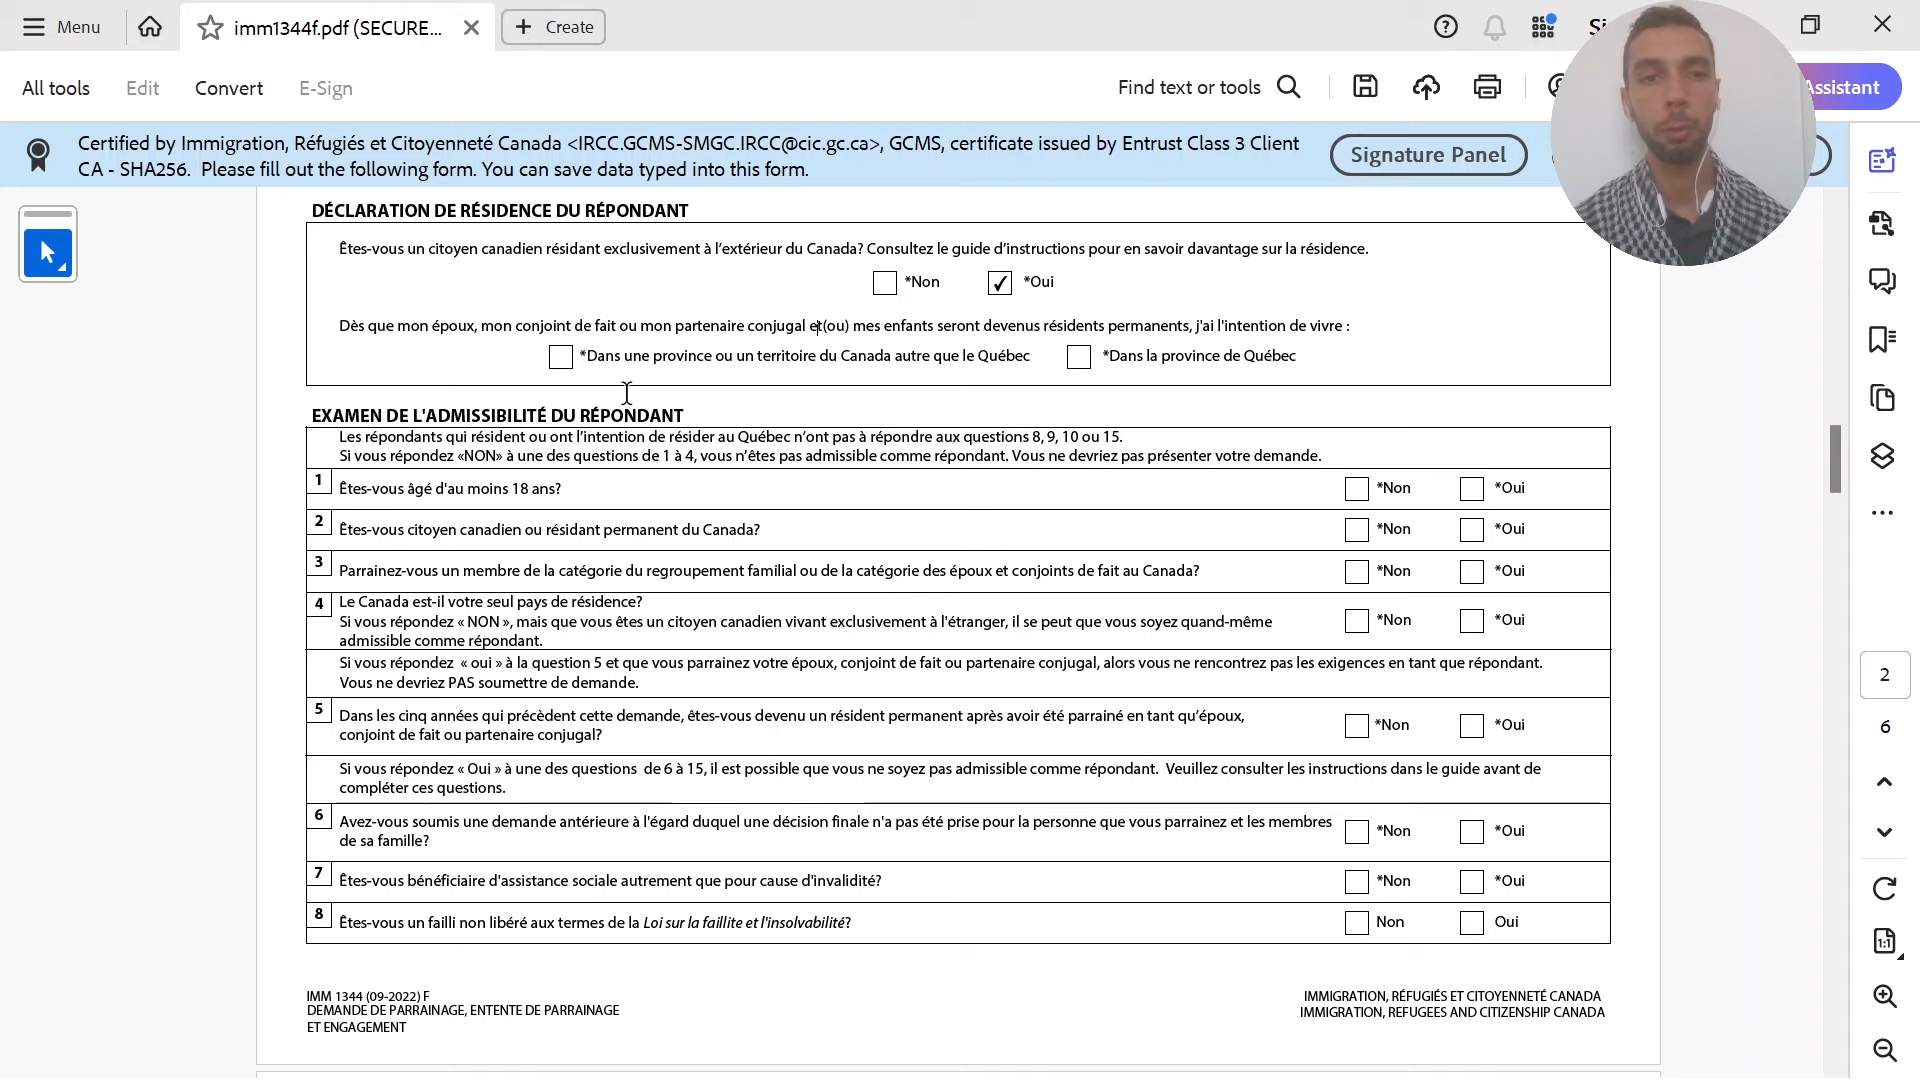 Menu
imm1344f.pdf (SECURE...
Create
All tools
Edit
Convert
E-Sign
Find text or tools
Assistant
Certified by Immigration, Réfugiés et Citoyenneté Canada <IRCC.GCMS-SMGC.IRCC@cic.gc.ca>, GCMS, certificate issued by Entrust Class 3 Client
CA - SHA256.  Please fill out the following form. You can save data typed into this form.
Signature Panel
DÉCLARATION DE RÉSIDENCE DU RÉPONDANT
Êtes-vous un citoyen canadien résidant exclusivement à l'extérieur du Canada? Consultez le guide d'instructions pour en savoir davantage sur la résidence.
*Non *Oui
Dès que mon époux, mon conjoint de fait ou mon partenaire conjugal et(ou) mes enfants seront devenus résidents permanents, j'ai l'intention de vivre :
*Dans une province ou un territoire du Canada autre que le Québec *Dans la province de Québec
EXAMEN DE L'ADMISSIBILITÉ DU RÉPONDANT
Les répondants qui résident ou ont l'intention de résider au Québec n'ont pas à répondre aux questions 8, 9, 10 ou 15.
Si vous répondez «NON» à une des questions de 1 à 4, vous n'êtes pas admissible comme répondant. Vous ne devriez pas présenter votre demande.
1 Êtes-vous âgé d'au moins 18 ans? *Non *Oui
2 Êtes-vous citoyen canadien ou résidant permanent du Canada? *Non *Oui
3 Parrainez-vous un membre de la catégorie du regroupement familial ou de la catégorie des époux et conjoints de fait au Canada? *Non *Oui
4 Le Canada est-il votre seul pays de résidence?
Si vous répondez « NON », mais que vous êtes un citoyen canadien vivant exclusivement à l'étranger, il se peut que vous soyez quand-même *Non *Oui
admissible comme répondant.
Si vous répondez « oui » à la question 5 et que vous parrainez votre époux, conjoint de fait ou partenaire conjugal, alors vous ne rencontrez pas les exigences en tant que répondant.
Vous ne devriez PAS soumettre de demande.
5 Dans les cinq années qui précèdent cette demande, êtes-vous devenu un résident permanent après avoir été parrainé en tant qu'époux, *Non *Oui
conjoint de fait ou partenaire conjugal?
Si vous répondez « Oui » à une des questions de 6 à 15, il est possible que vous ne soyez pas admissible comme répondant. Veuillez consulter les instructions dans le guide avant de
compléter ces questions.
6 Avez-vous soumis une demande antérieure à l'égard duquel une décision finale n'a pas été prise pour la personne que vous parrainez et les membres *Non *Oui
de sa famille?
7 Êtes-vous bénéficiaire d'assistance sociale autrement que pour cause d'invalidité? *Non *Oui
8 Êtes-vous un failli non libéré aux termes de la Loi sur la faillite et l'insolvabilité? Non Oui
IMM 1344 (09-2022) F
DEMANDE DE PARRAINAGE, ENTENTE DE PARRAINAGE
ET ENGAGEMENT
IMMIGRATION, RÉFUGIÉS ET CITOYENNETÉ CANADA
IMMIGRATION, REFUGEES AND CITIZENSHIP CANADA
2
6
1:1